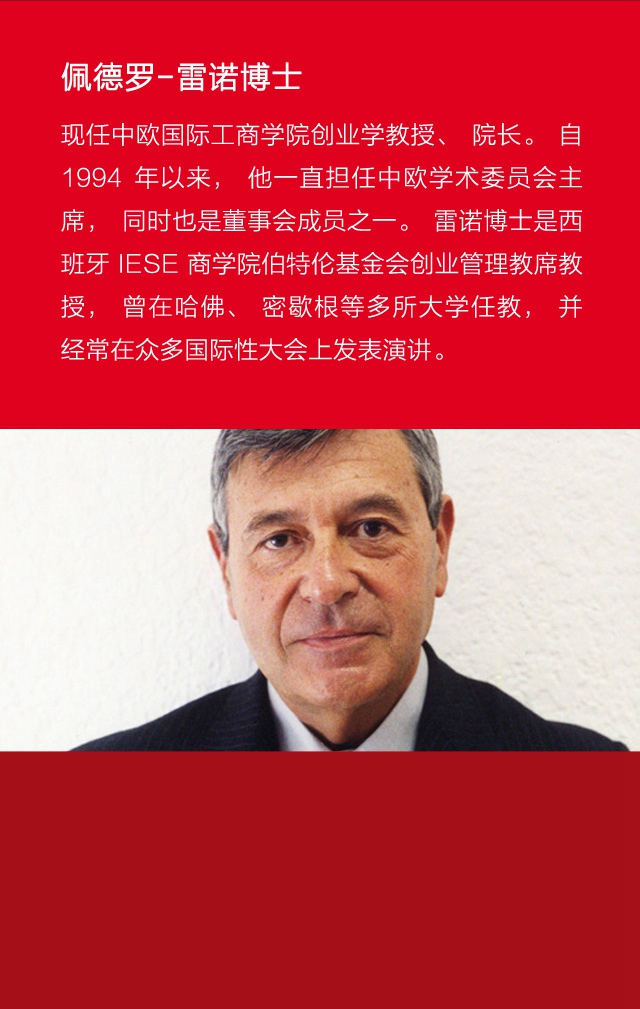 佩德罗-雷诺博士
现任中欧国际工商学院创业学教授、 院长。 自
1994 年以来， 他一直担任中欧学术委员会主
席， 同时也是董事会成员之一。 雷诺博士是西
班牙 IESE 商学院伯特伦基金会创业管理教席教
授， 曾在哈佛、 密歇根等多所大学任教， 并
经常在众多国际性大会上发表演讲。